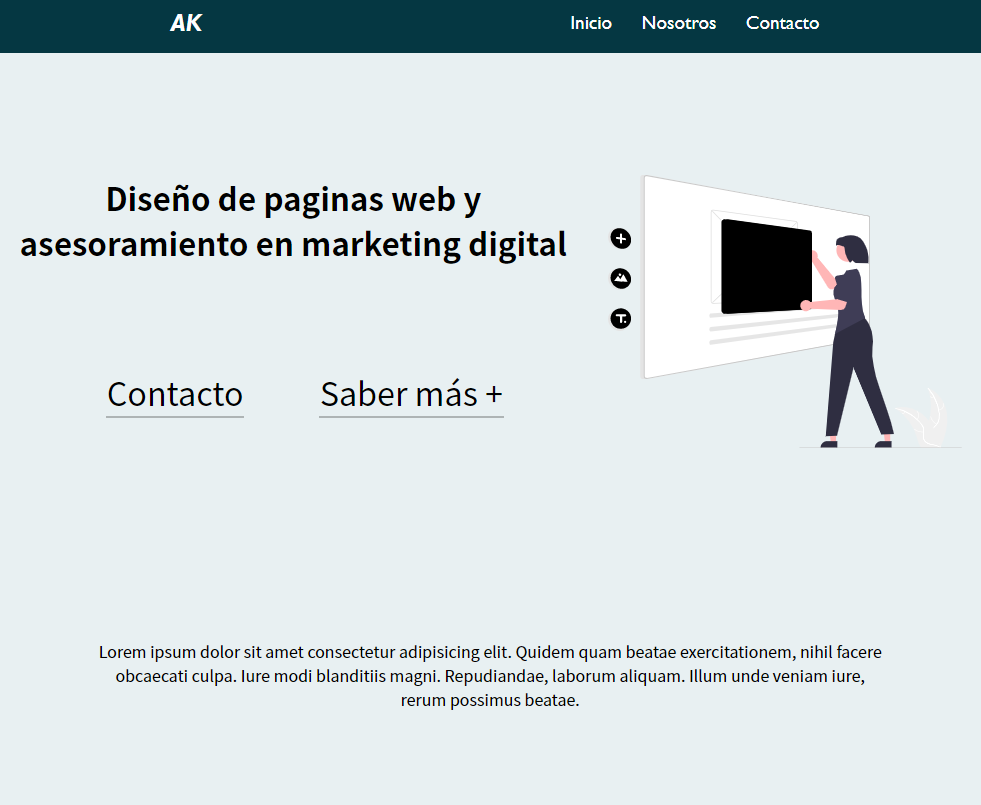 AK
Inicio Nosotros Contacto
Diseño de paginas web y
asesoramiento en marketing digital
Contacto Saber más +
T.
Lorem ipsum dolor sit amet consectetur adipisicing elit. Quidem quam beatae exercitationem, nihil facere
obcaecati culpa. Iure modi blanditiis magni. Repudiandae, laborum aliquam. Illum unde veniam iure,
rerum possimus beatae.